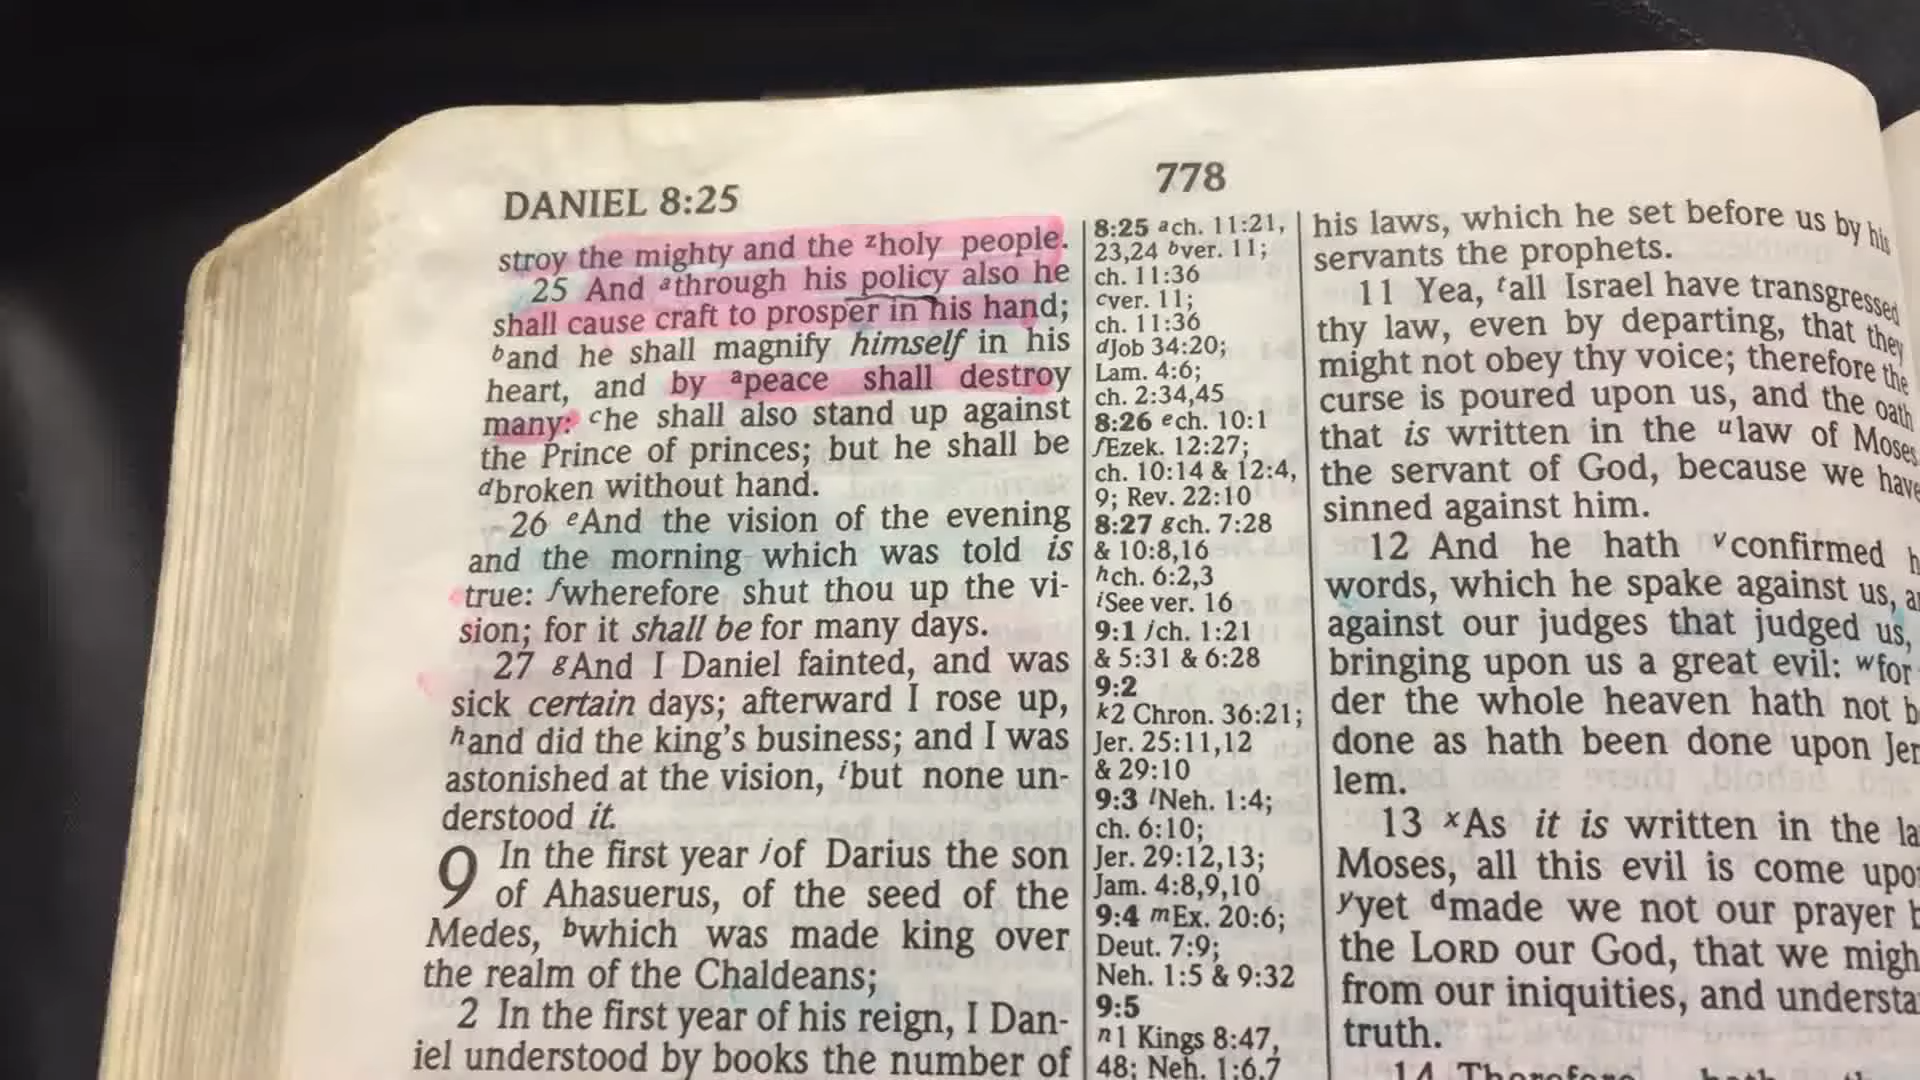 DANIEL 8:25
778
stroy the mighty and the zholy people.
25 And athrough his policy also he
shall cause craft to prosper in his hand;
band he shall magnify himself in his
heart, and by apeace shall destroy
many: che shall also stand up against
the Prince of princes; but he shall be
dbroken without hand.
26 eAnd the vision of the evening
and the morning which was told is
true: fwherefore shut thou up the vi-
sion; for it shall be for many days.
27 gAnd I Daniel fainted, and was
sick certain days; afterward I rose up,
hand did the king's business; and I was
astonished at the vision, ibut none un-
derstood it.
9 In the first year jof Darius the son
of Ahasuerus, of the seed of the
Medes, bwhich was made king over
the realm of the Chaldeans;
2 In the first year of his reign, I Dan-
iel understood by books the number of
8:25 ach. 11:21,
23,24 bver. 11;
ch. 11:36
cver. 11;
ch. 11:36
dJob 34:20;
Lam. 4:6;
ch. 2:34,45
8:26 ech. 10:1
fEzek. 12:27;
ch. 10:14 & 12:4,
9; Rev. 22:10
8:27 gch. 7:28
& 10:8,16
hch. 6:2,3
iSee ver. 16
9:1 jch. 1:21
& 5:31 & 6:28
9:2
k2 Chron. 36:21;
Jer. 25:11,12
& 29:10
9:3 lNeh. 1:4;
ch. 6:10;
Jer. 29:12,13;
Jam. 4:8,9,10
9:4 mEx. 20:6;
Deut. 7:9;
Neh. 1:5 & 9:32
9:5
n1 Kings 8:47,
48; Neh. 1:6,7
his laws, which he set before us by his
servants the prophets.
11 Yea, tall Israel have transgressed
thy law, even by departing, that they
might not obey thy voice; therefore the
curse is poured upon us, and the oath
that is written in the ulaw of Moses
the servant of God, because we have
sinned against him.
12 And he hath vconfirmed h
words, which he spake against us, a
against our judges that judged us,
bringing upon us a great evil: wfor
der the whole heaven hath not b
done as hath been done upon Jer
lem.
13 xAs it is written in the la
Moses, all this evil is come upo
yyet dmade we not our prayer b
the LORD our God, that we migh
from our iniquities, and understa
truth.
14 Therefore hath th